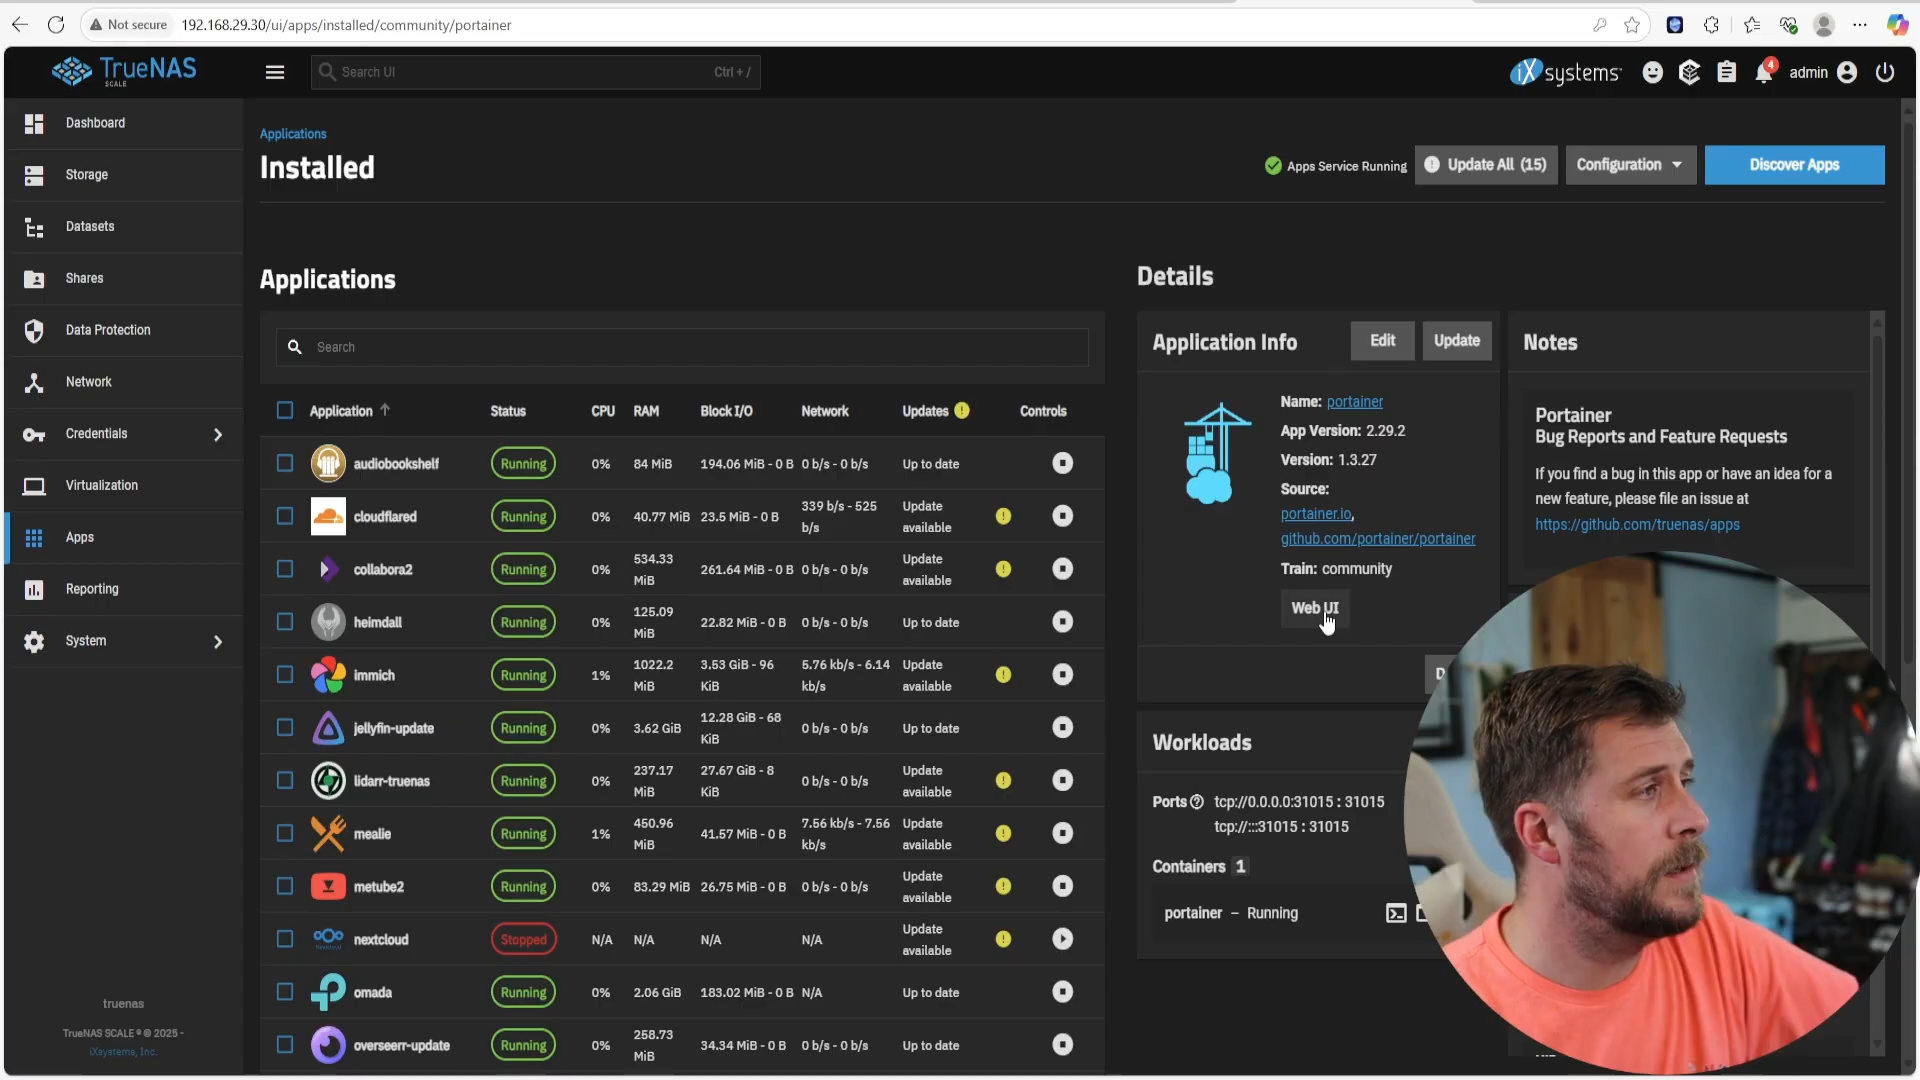 Not secure
192.168.29.30/ui/apps/installed/community/portainer
TrueNAS
SCALE
Search UI
Ctrl + /
iXsystems
4
admin
Dashboard
Storage
Datasets
Shares
Data Protection
Network
Credentials
Virtualization
Apps
Reporting
System
truenas
TrueNAS SCALE ® © 2025 -
iXsystems, Inc.
Applications
Installed
Apps Service Running
Update All (15)
Configuration
Discover Apps
Applications
Search
Application Status CPU RAM Block I/O Network Updates Controls
audiobookshelf Running 0% 84 MiB 194.06 MiB - 0 B 0 b/s - 0 b/s Up to date
cloudflared Running 0% 40.77 MiB 23.5 MiB - 0 B 339 b/s - 525 b/s Update available
collabora2 Running 0% 534.33 MiB 261.64 MiB - 0 B 0 b/s - 0 b/s Update available
heimdall Running 0% 125.09 MiB 22.82 MiB - 0 B 0 b/s - 0 b/s Up to date
immich Running 1% 1022.2 MiB 3.53 GiB - 96 KiB 5.76 kb/s - 6.14 kb/s Update available
jellyfin-update Running 0% 3.62 GiB 12.28 GiB - 68 KiB 0 b/s - 0 b/s Up to date
lidarr-truenas Running 0% 237.17 MiB 27.67 GiB - 8 KiB 0 b/s - 0 b/s Update available
mealie Running 1% 450.96 MiB 41.57 MiB - 0 B 7.56 kb/s - 7.56 kb/s Update available
metube2 Running 0% 83.29 MiB 26.75 MiB - 0 B 0 b/s - 0 b/s Update available
nextcloud Stopped N/A N/A N/A N/A Update available
omada Running 0% 2.06 GiB 183.02 MiB - 0 B N/A Up to date
overseerr-update Running 0% 258.73 MiB 34.34 MiB - 0 B 0 b/s - 0 b/s Up to date
Details
Application Info
Edit
Update
Name: portainer
App Version: 2.29.2
Version: 1.3.27
Source:
portainer.io,
github.com/portainer/portainer
Train: community
Web UI
D
Workloads
Ports tcp://0.0.0.0:31015 : 31015
tcp://:::31015 : 31015
Containers 1
portainer – Running
Notes
Portainer
Bug Reports and Feature Requests
If you find a bug in this app or have an idea for
new feature, please file an issue at
https://github.com/truenas/apps